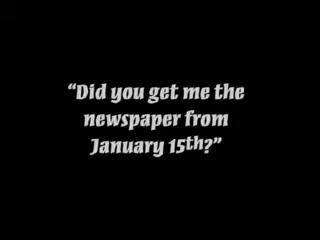 “Did you get me the
newspaper from
January 15th?”